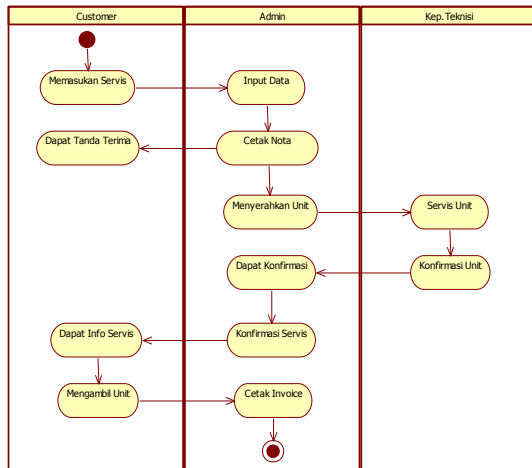 Customer
Admin
Kep. Teknisi
Memasukan Servis
Input Data
Dapat Tanda Terima
Cetak Nota
Menyerahkan Unit
Servis Unit
Dapat Konfirmasi
Konfirmasi Unit
Dapat Info Servis
Konfirmasi Servis
Mengambil Unit
Cetak Invoice